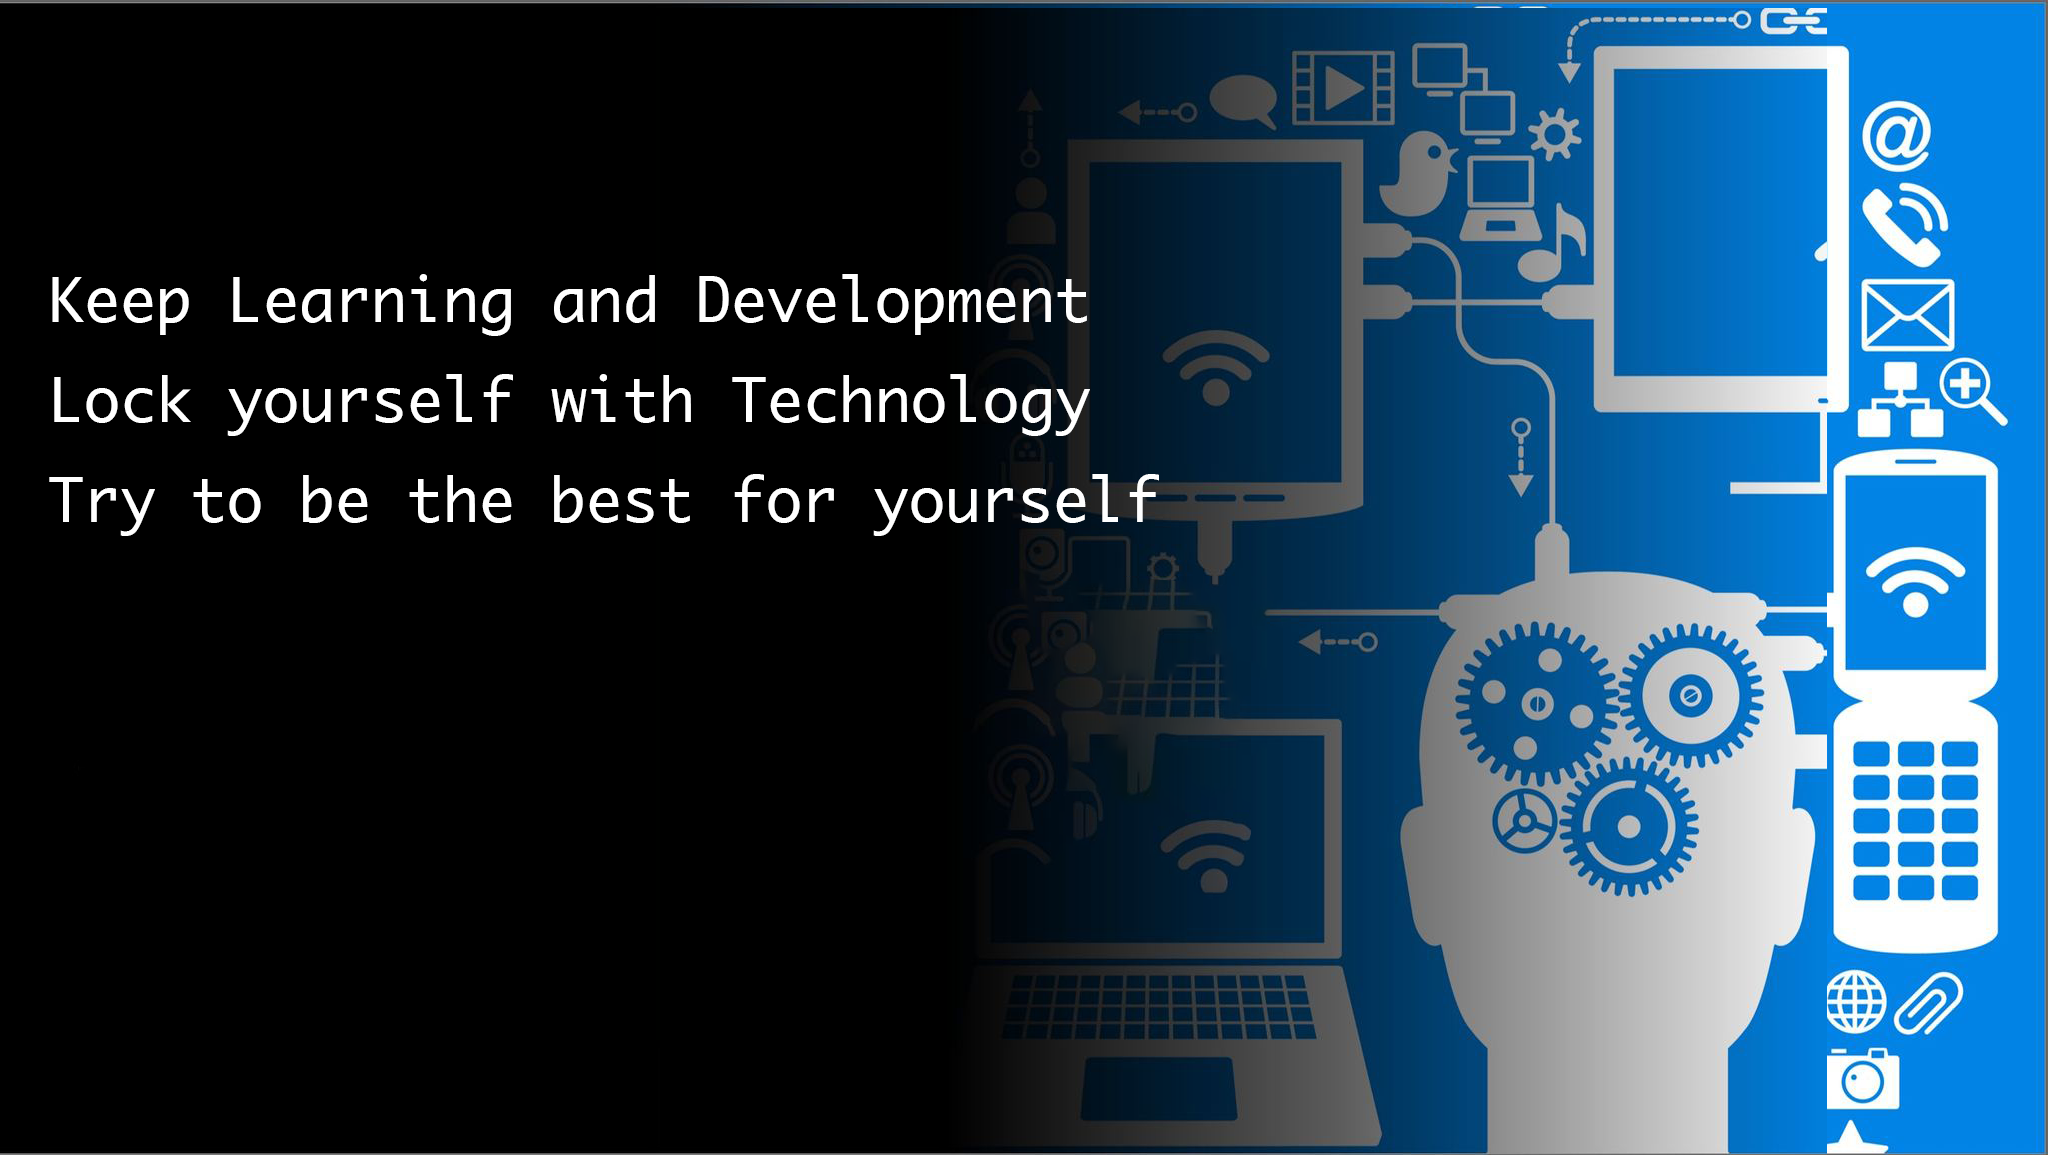 Keep Learning and Development
Lock yourself with Technology
Try to be the best for yourself